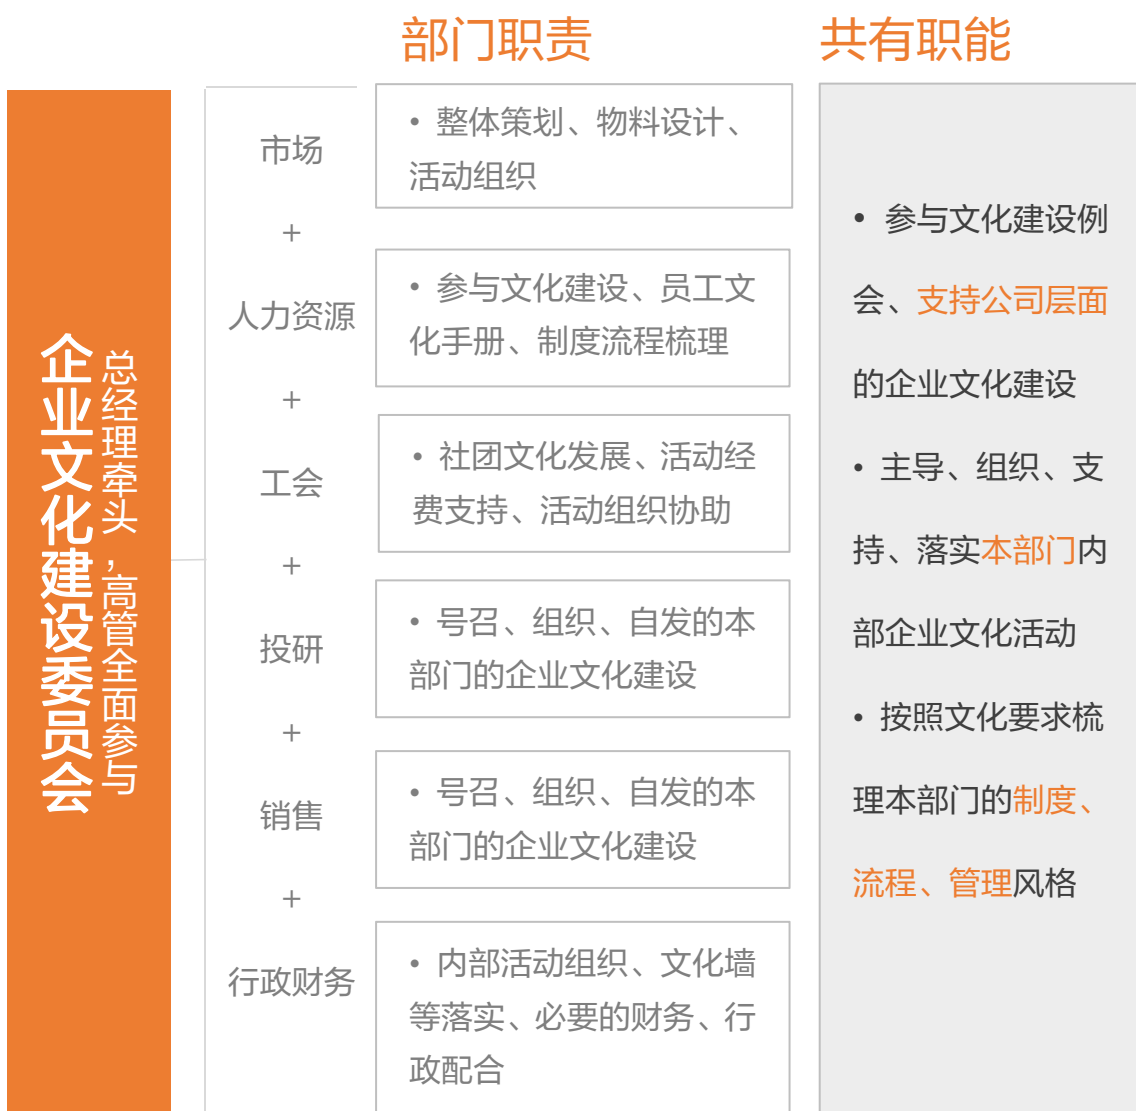 部门职责
共有职能
企业文化建设委员会
总经理牵头，高管全面参与
市场
+
人力资源
+
工会
+
投研
+
销售
+
行政财务
• 整体策划、物料设计、
活动组织
• 参与文化建设、员工文
化手册、制度流程梳理
• 社团文化发展、活动经
费支持、活动组织协助
• 号召、组织、自发的本
部门的企业文化建设
• 号召、组织、自发的本
部门的企业文化建设
• 内部活动组织、文化墙
等落实、必要的财务、行
政配合
• 参与文化建设例
会、支持公司层面
的企业文化建设
• 主导、组织、支
持、落实本部门内
部企业文化活动
• 按照文化要求梳
理本部门的制度、
流程、管理风格